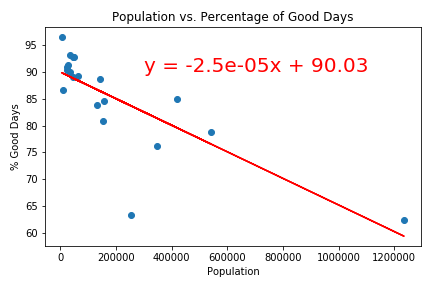 Population vs. Percentage of Good Days
y = -2.5e-05x + 90.03
% Good Days
95
90
85
80
75
70
65
60
0 200000 400000 600000 800000 1000000 1200000
Population